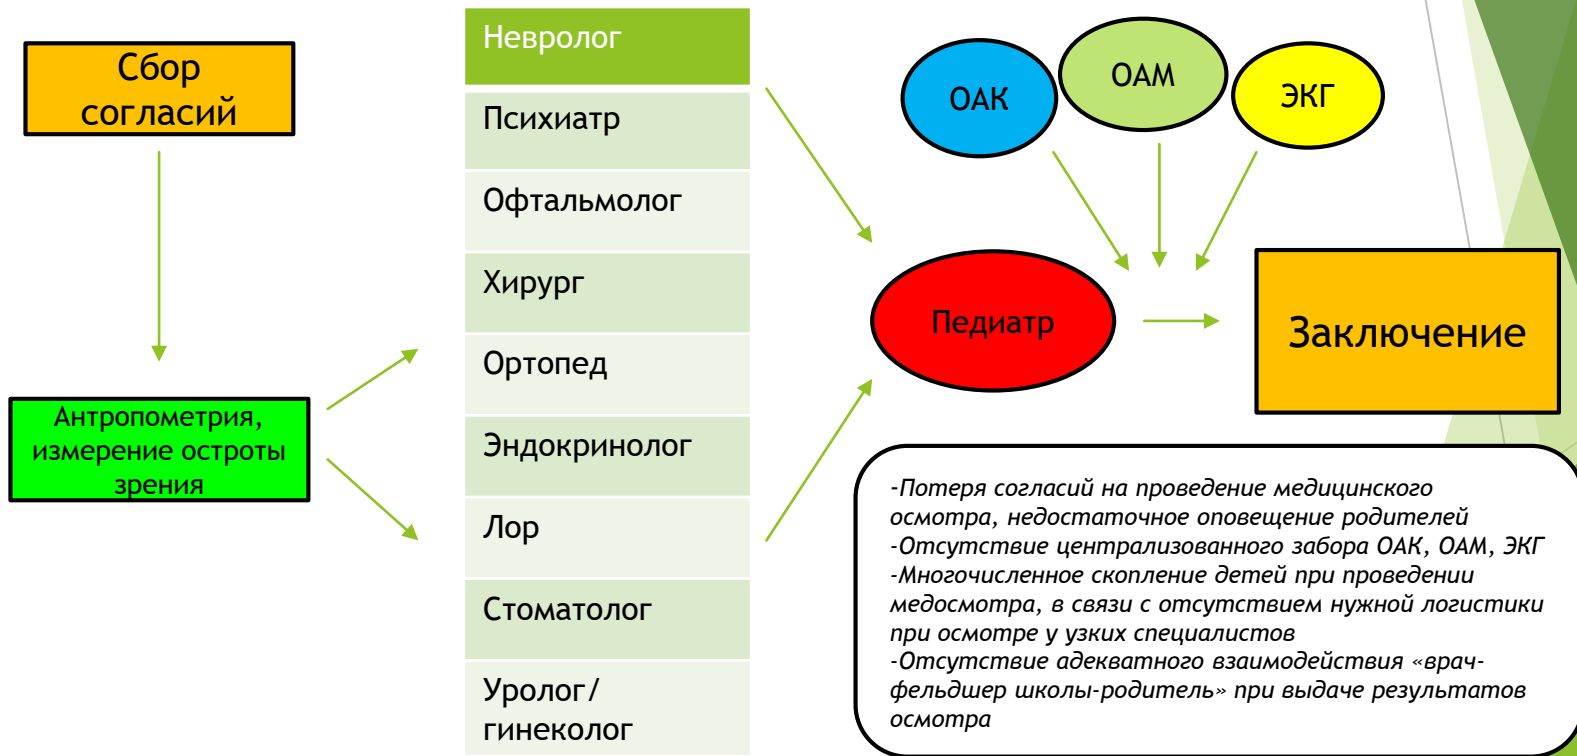 Сбор
согласий
Антропометрия,
измерение остроты
зрения
Невролог
Психиатр
Офтальмолог
Хирург
Ортопед
Эндокринолог
Лор
Стоматолог
Уролог/
гинеколог
ОАК
ОАМ
ЭКГ
Педиатр
Заключение
-Потеря согласий на проведение медицинского
осмотра, недостаточное оповещение родителей
-Отсутствие централизованного забора ОАК, ОАМ, ЭКГ
-Многочисленное скопление детей при проведении
медосмотра, в связи с отсутствием нужной логистики
при осмотре у узких специалистов
-Отсутствие адекватного взаимодействия «врач-
фельдшер школы-родитель» при выдаче результатов
осмотра